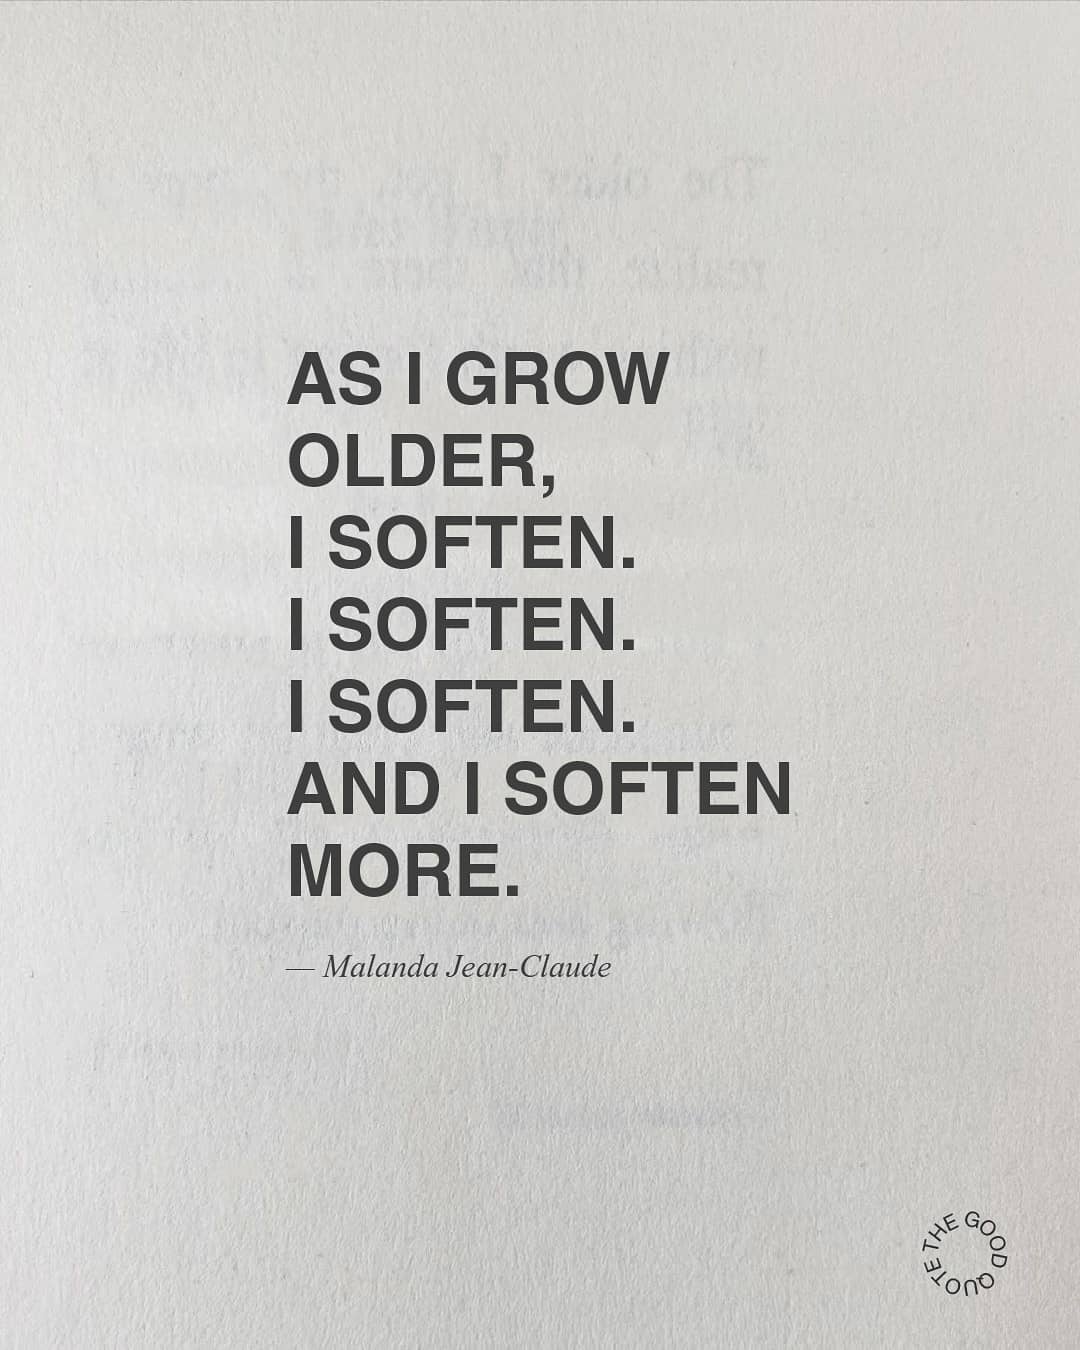 AS I GROW
OLDER,
I SOFTEN.
I SOFTEN.
I SOFTEN.
AND I SOFTEN
MORE.
— Malanda Jean-Claude
THE GOOD QUOTE